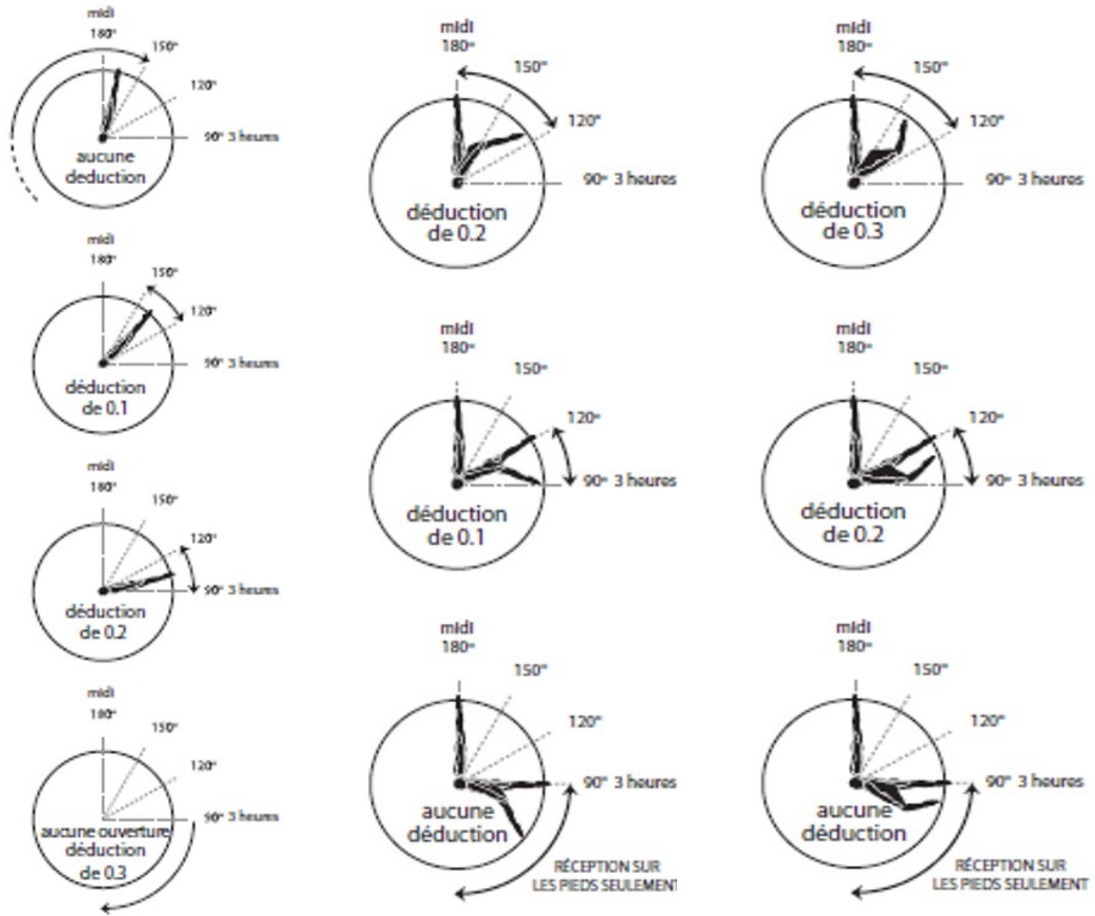 midi
180°
150°
120°
90° 3 heures
aucune
deduction
midi
180°
150°
120°
90° 3 heures
déduction
de 0.1
midi
180°
150°
120°
90° 3 heures
déduction
de 0.2
midi
180°
150°
120°
90° 3 heures
aucune ouverture
déduction
de 0.3
midi
180°
150°
120°
90° 3 heures
déduction
de 0.2
midi
180°
150°
120°
90° 3 heures
déduction
de 0.1
midi
180°
150°
120°
90° 3 heures
aucune
déduction
RÉCEPTION SUR
LES PIEDS SEULEMENT
midi
180°
150°
120°
90° 3 heures
déduction
de 0.3
midi
180°
150°
120°
90° 3 heures
déduction
de 0.2
midi
180°
150°
120°
90° 3 heures
aucune
déduction
RÉCEPTION SUR
LES PIEDS SEULEMENT